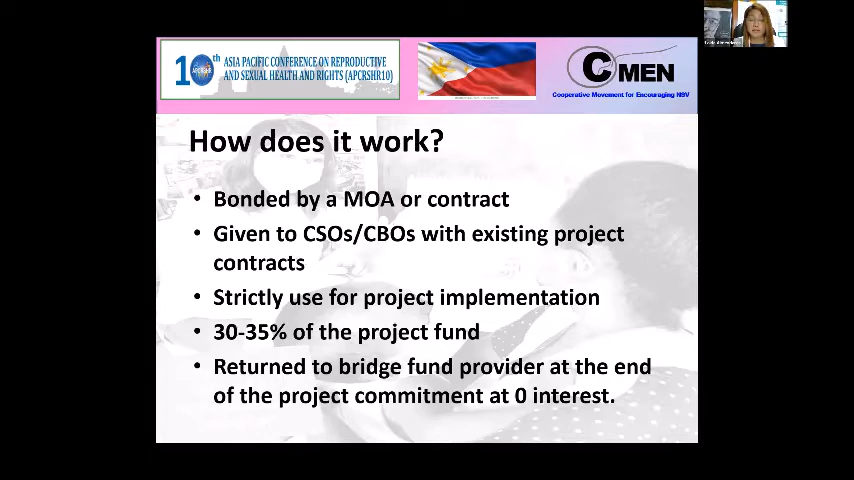 10th ASIA PACIFIC CONFERENCE ON REPRODUCTIVE
AND SEXUAL HEALTH AND RIGHTS (APCRSHR10)
CMEN
Cooperative Movement for Encouraging NSV
How does it work?
• Bonded by a MOA or contract
• Given to CSOs/CBOs with existing project
contracts
• Strictly use for project implementation
• 30-35% of the project fund
• Returned to bridge fund provider at the end
of the project commitment at 0 interest.